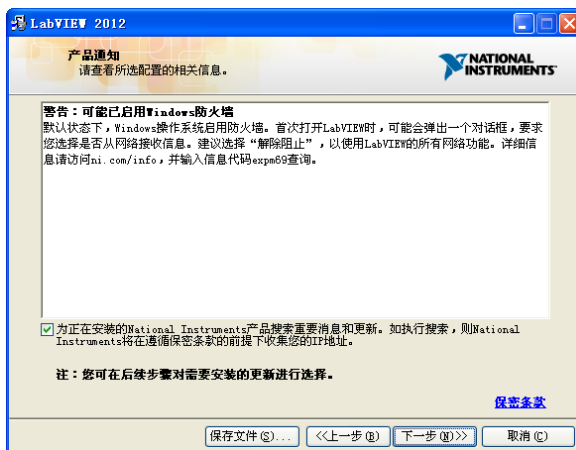 LabVIEW 2012
产品通知
请查看所选配置的相关信息。
NATIONAL
INSTRUMENTS
警告：可能已启用Windows防火墙
默认状态下，Windows操作系统启用防火墙。首次打开LabVIEW时，可能会弹出一个对话框，要求
您选择是否从网络接收信息。建议选择“解除阻止”，以使用LabVIEW的所有网络功能。详细信
息请访问ni.com/info，并输入信息代码expm69查询。
为正在安装的National Instruments产品搜索重要消息和更新。如执行搜索，则National
Instruments将在遵循保密条款的前提下收集您的IP地址。
注：您可在后续步骤对需要安装的更新进行选择。
保密条款
保存文件(S)... <<上一步(B) 下一步(N)>> 取消(C)